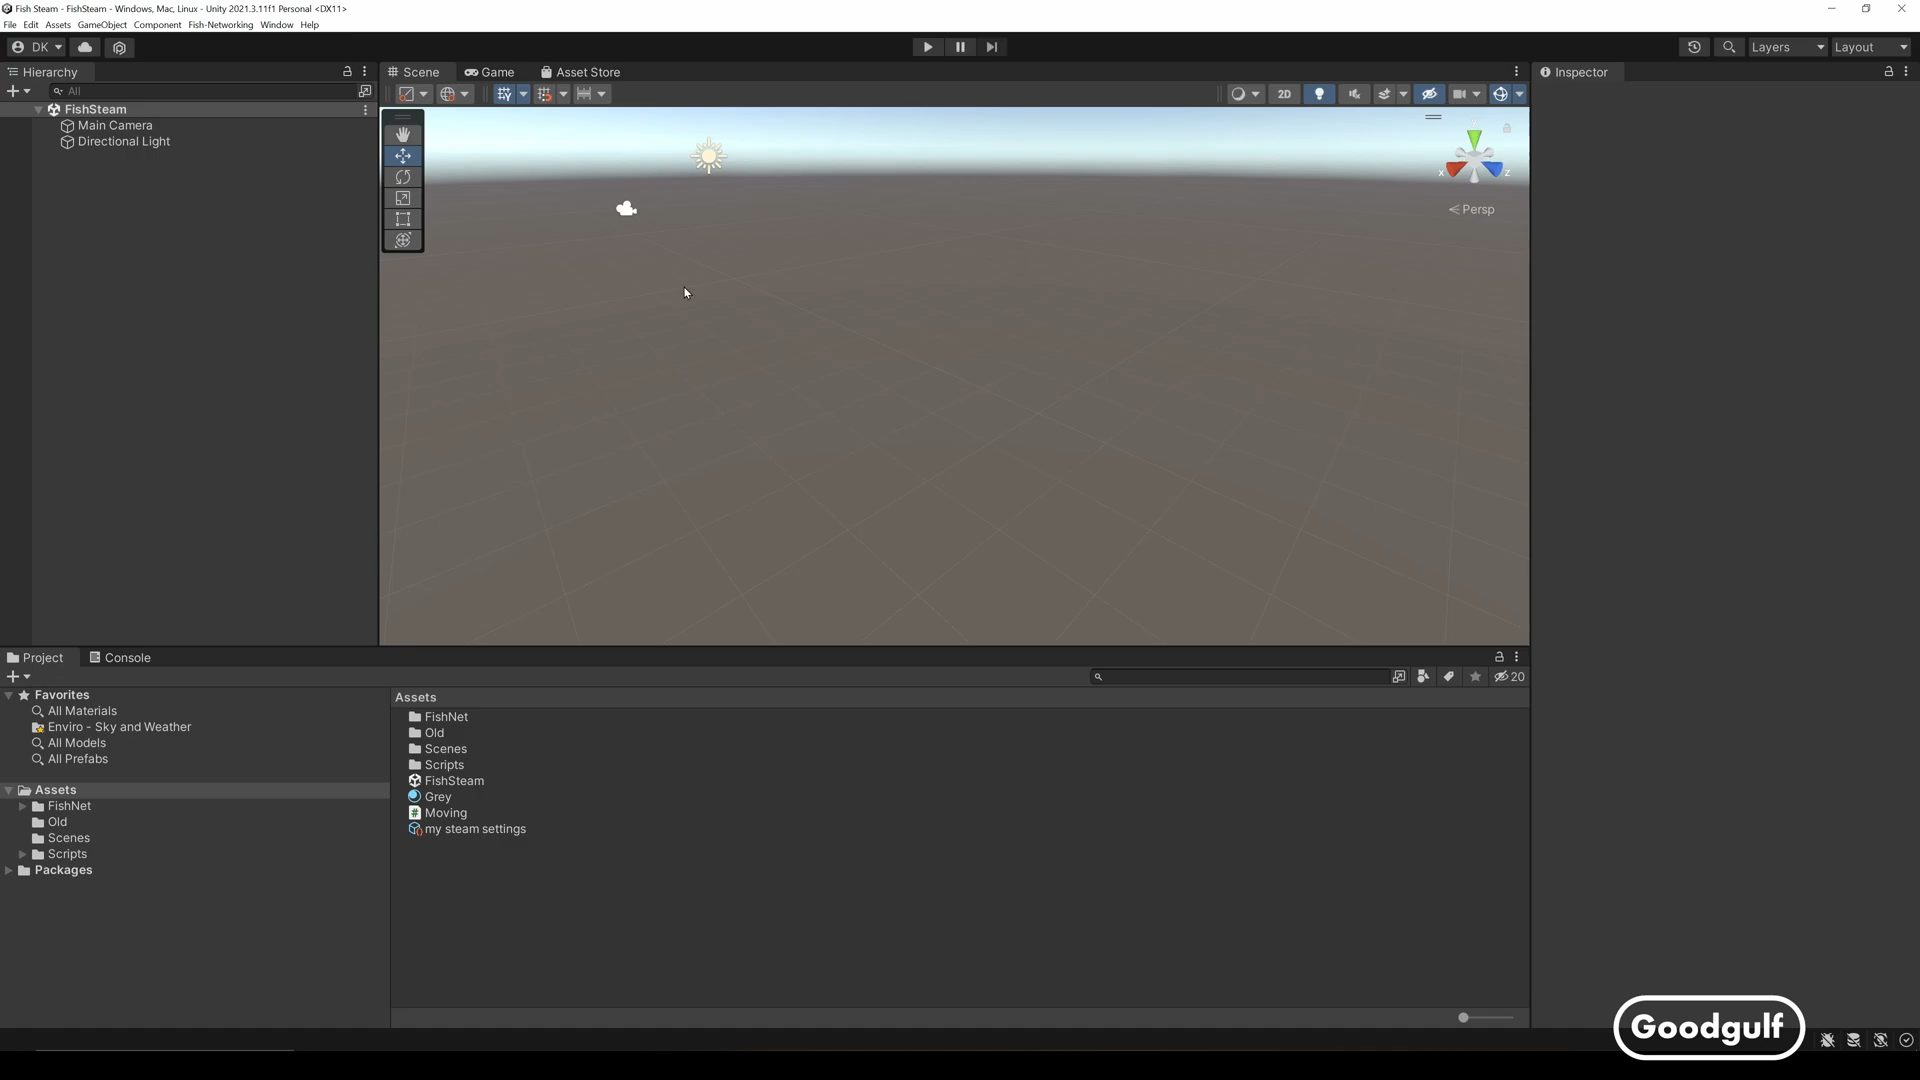 Fish Steam - FishSteam - Windows, Mac, Linux - Unity 2021.3.11f1 Personal <DX11>
File Edit Assets GameObject Component Fish-Networking Window Help
DK
Layers
Layout
Hierarchy
All
FishSteam
Main Camera
Directional Light
Scene
Game
Asset Store
2D
x
z
Persp
Inspector
Project
Console
20
Favorites
All Materials
Enviro - Sky and Weather
All Models
All Prefabs
Assets
FishNet
Old
Scenes
Scripts
Packages
Assets
FishNet
Old
Scenes
Scripts
FishSteam
Grey
Moving
my steam settings
Goodgulf